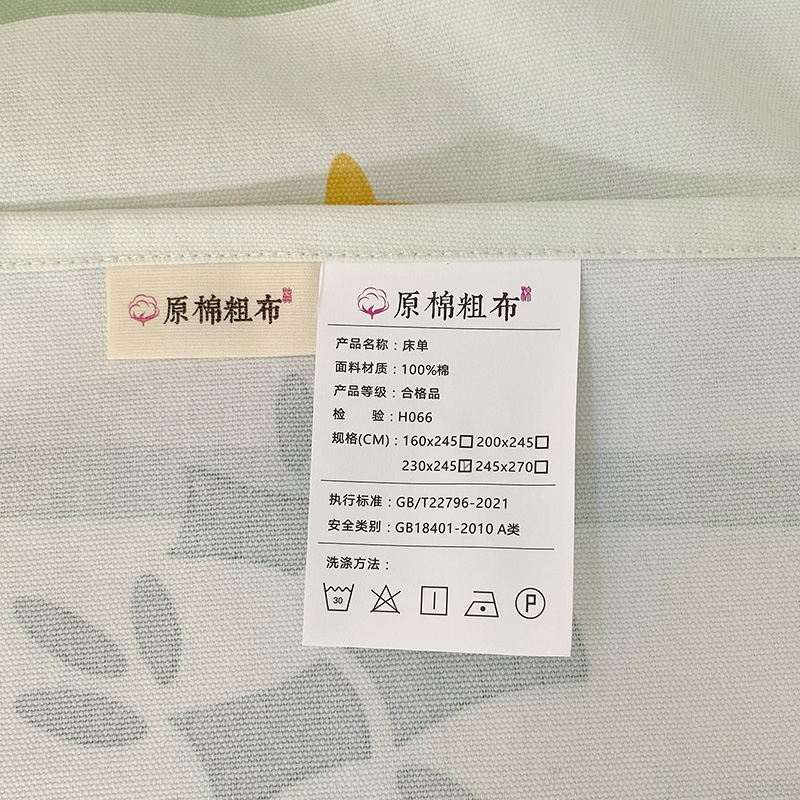 原棉粗布
原棉粗布
产品名称：床单
面料材质：100%棉
产品等级：合格品
检 验：H066
规格(CM)：160x245☐ 200x245☐
230x245☑ 245x270☐
执行标准：GB/T22796-2021
安全类别：GB18401-2010 A类
洗涤方法：
30
P